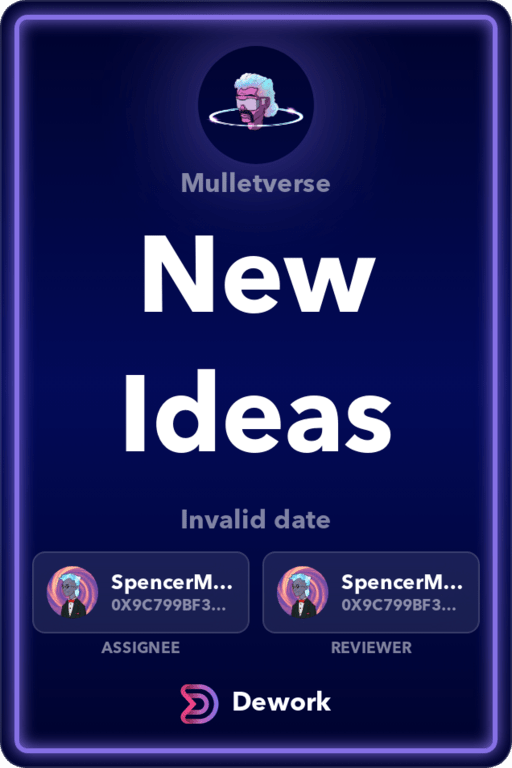 Mulletverse
New
Ideas
Invalid date
SpencerM... SpencerM...
0X9C799BF3... 0X9C799BF3...
ASSIGNEE REVIEWER
Dework